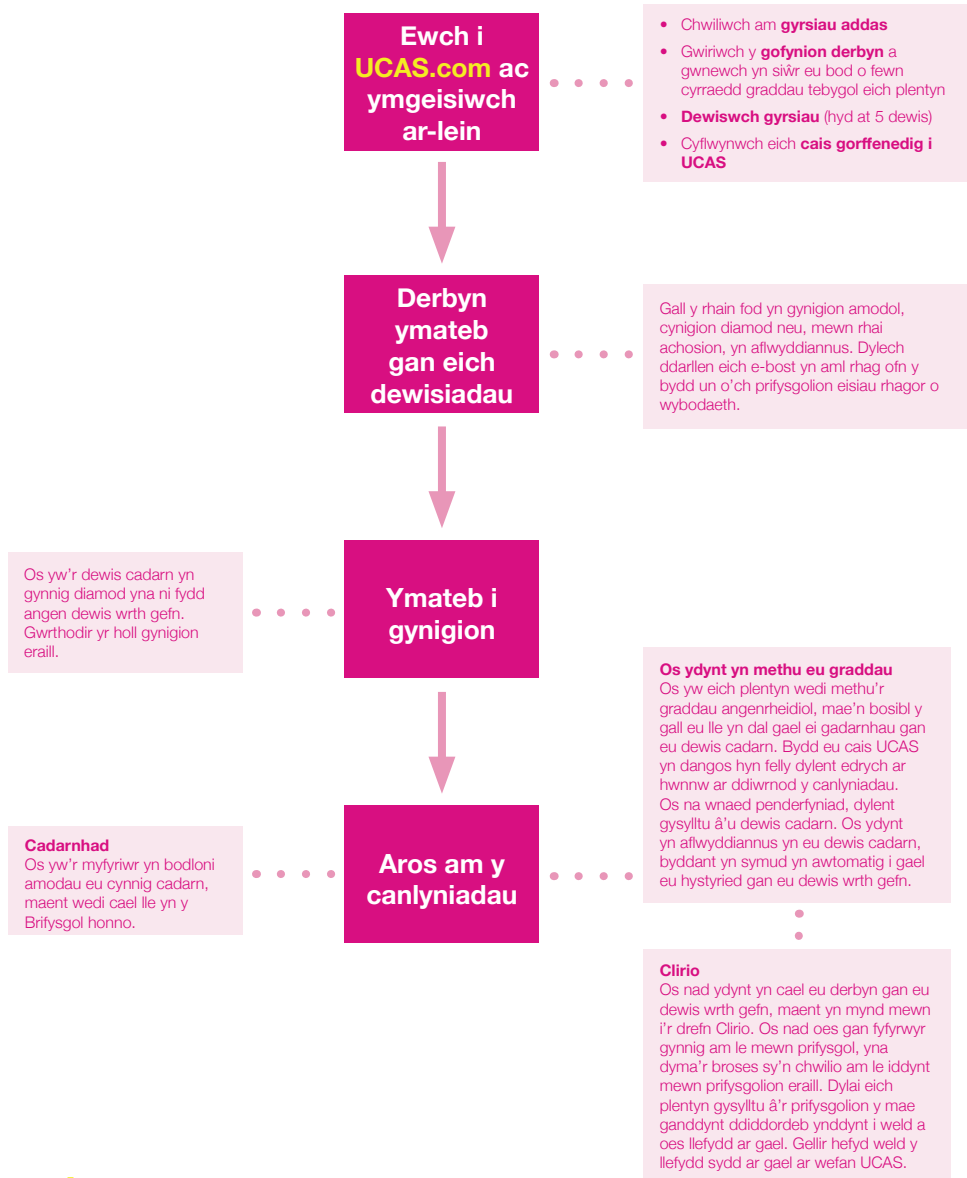 Ewch i
UCAS.com ac
ymgeisiwch
ar-lein
• Chwiliwch am gyrsiau addas
• Gwiriwch y gofynion derbyn a
gwnewch yn siŵr eu bod o fewn
cyrraedd graddau tebygol eich plentyn
• Dewiswch gyrsiau (hyd at 5 dewis)
• Cyflwynwch eich cais gorffenedig i
UCAS
Derbyn
ymateb
gan eich
dewisiadau
Gall y rhain fod yn gynigion amodol,
cynigion diamod neu, mewn rhai
achosion, yn aflwyddiannus. Dylech
ddarllen eich e-bost yn aml rhag ofn y
bydd un o'ch prifysgolion eisiau rhagor o
wybodaeth.
Os yw'r dewis cadarn yn
gynnig diamod yna ni fydd
angen dewis wrth gefn.
Gwrthodir yr holl gynigion
eraill.
Ymateb i
gynigion
Os ydynt yn methu eu graddau
Os yw eich plentyn wedi methu'r
graddau angenrheidiol, mae'n bosibl y
gall eu lle yn dal gael ei gadarnhau gan
eu dewis cadarn. Bydd eu cais UCAS
yn dangos hyn felly dylent edrych ar
hwnnw ar ddiwrnod y canlyniadau.
Os na wnaed penderfyniad, dylent
gysylltu â'u dewis cadarn. Os ydynt
yn aflwyddiannus yn eu dewis cadarn,
byddant yn symud yn awtomatig i gael
eu hystyried gan eu dewis wrth gefn.
Cadarnhad
Os yw'r myfyriwr yn bodloni
amodau eu cynnig cadarn,
maent wedi cael lle yn y
Brifysgol honno.
Aros am y
canlyniadau
Clirio
Os nad ydynt yn cael eu derbyn gan eu
dewis wrth gefn, maent yn mynd mewn
i'r drefn Clirio. Os nad oes gan fyfyrwyr
gynnig am le mewn prifysgol, yna
dyma'r broses sy'n chwilio am le iddynt
mewn prifysgolion eraill. Dylai eich
plentyn gysylltu â'r prifysgolion y mae
ganddynt ddiddordeb ynddynt i weld a
oes llefydd ar gael. Gellir hefyd weld y
llefydd sydd ar gael ar wefan UCAS.